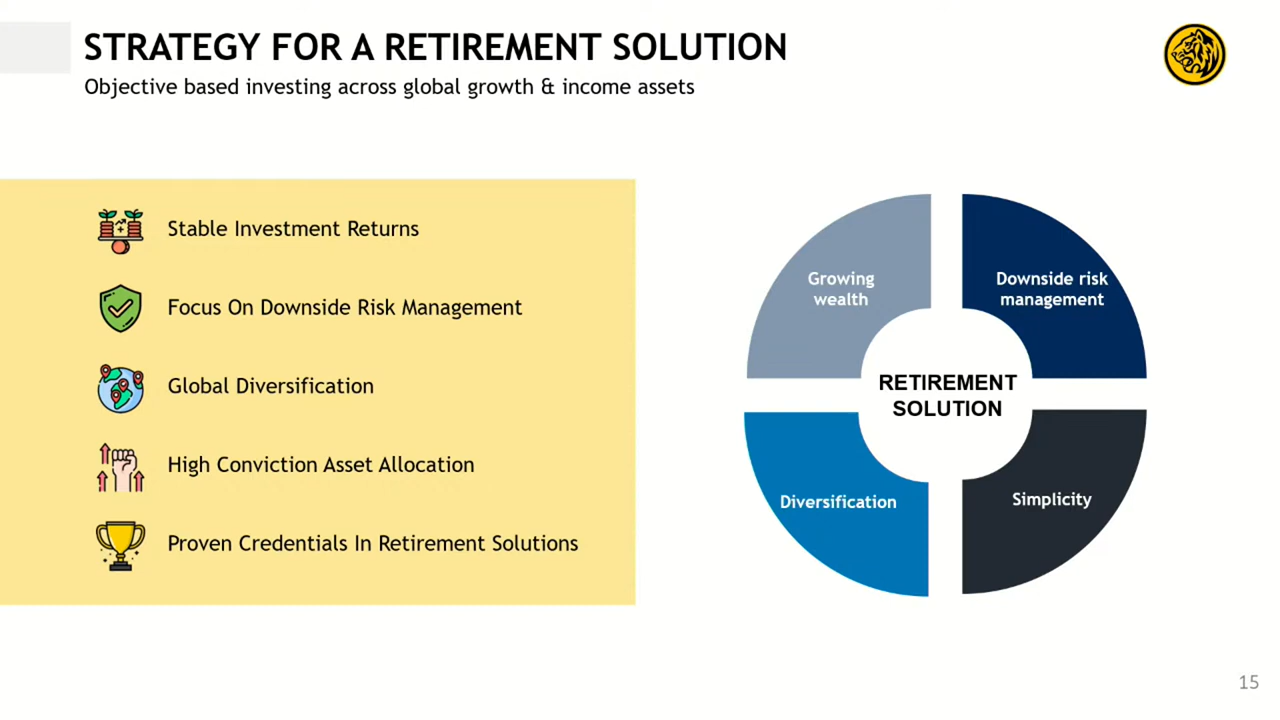 STRATEGY FOR A RETIREMENT SOLUTION
Objective based investing across global growth & income assets
Stable Investment Returns
Focus On Downside Risk Management
Global Diversification
High Conviction Asset Allocation
Proven Credentials In Retirement Solutions
Growing
wealth
Downside risk
management
RETIREMENT
SOLUTION
Diversification
Simplicity
15